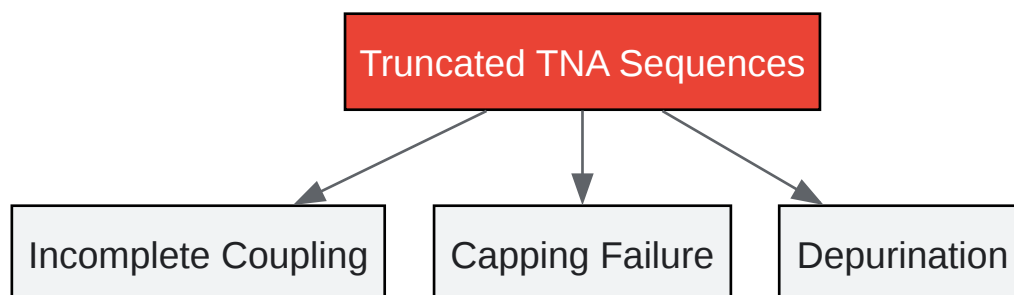 Truncated TNA Sequences
Incomplete Coupling
Capping Failure
Depurination